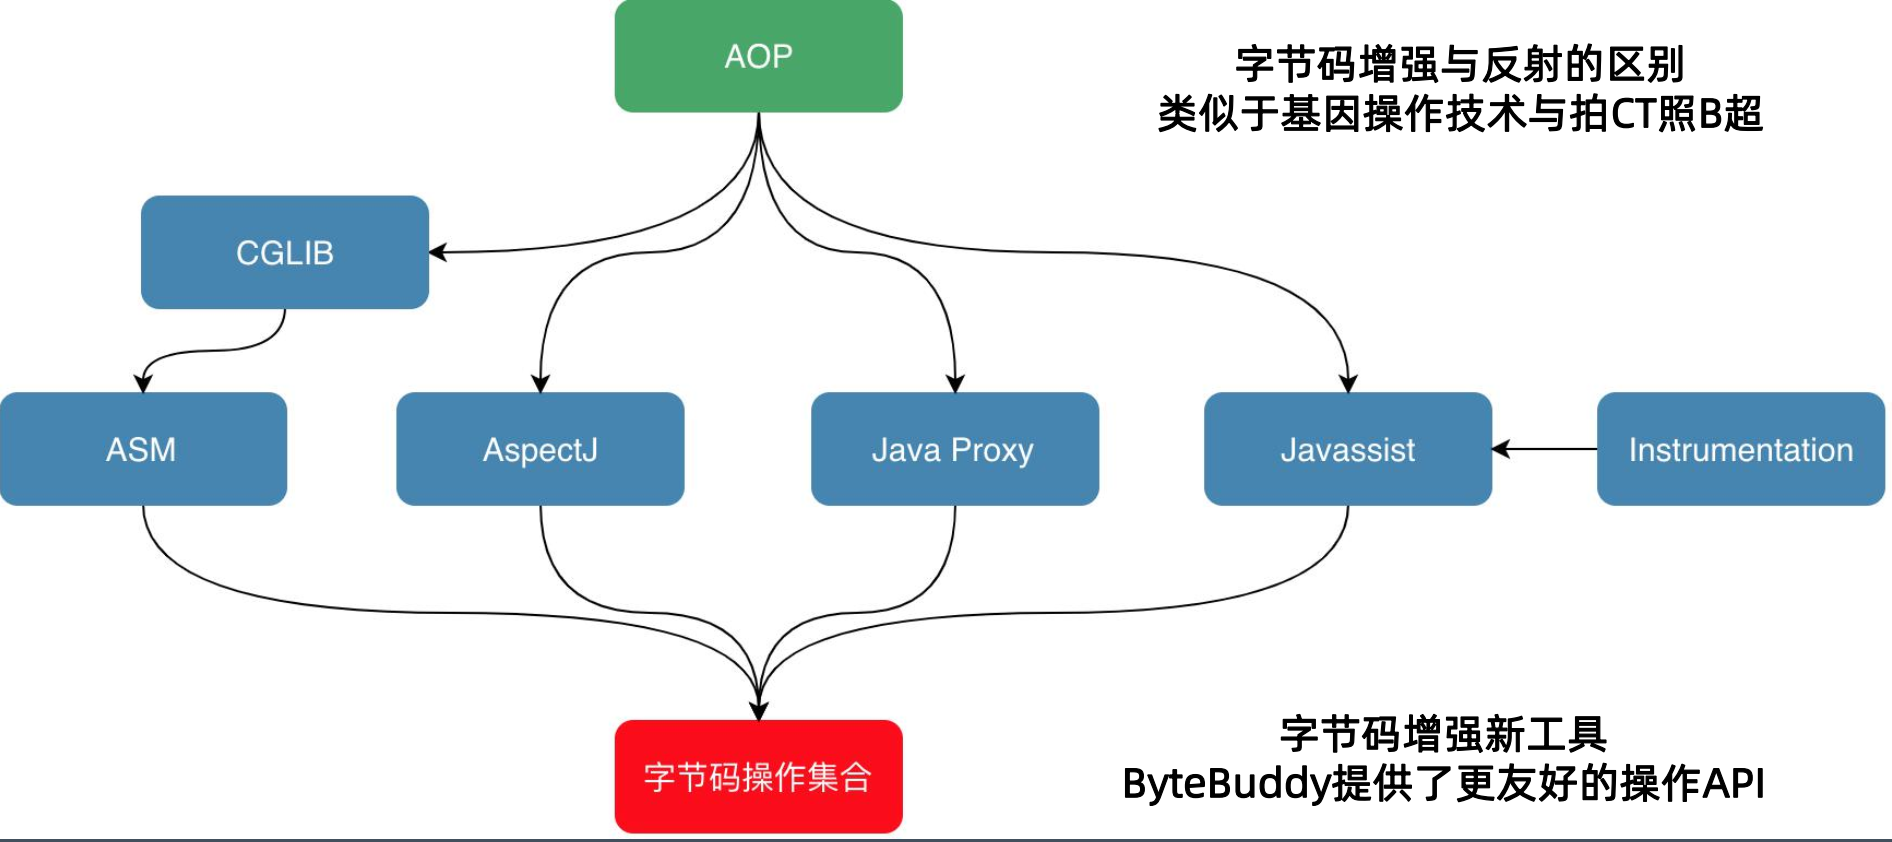 AOP
字节码增强与反射的区别
类似于基因操作技术与拍CT照B超
CGLIB
ASM
AspectJ
Java Proxy
Javassist
Instrumentation
字节码操作集合
字节码增强新工具
ByteBuddy提供了更友好的操作API